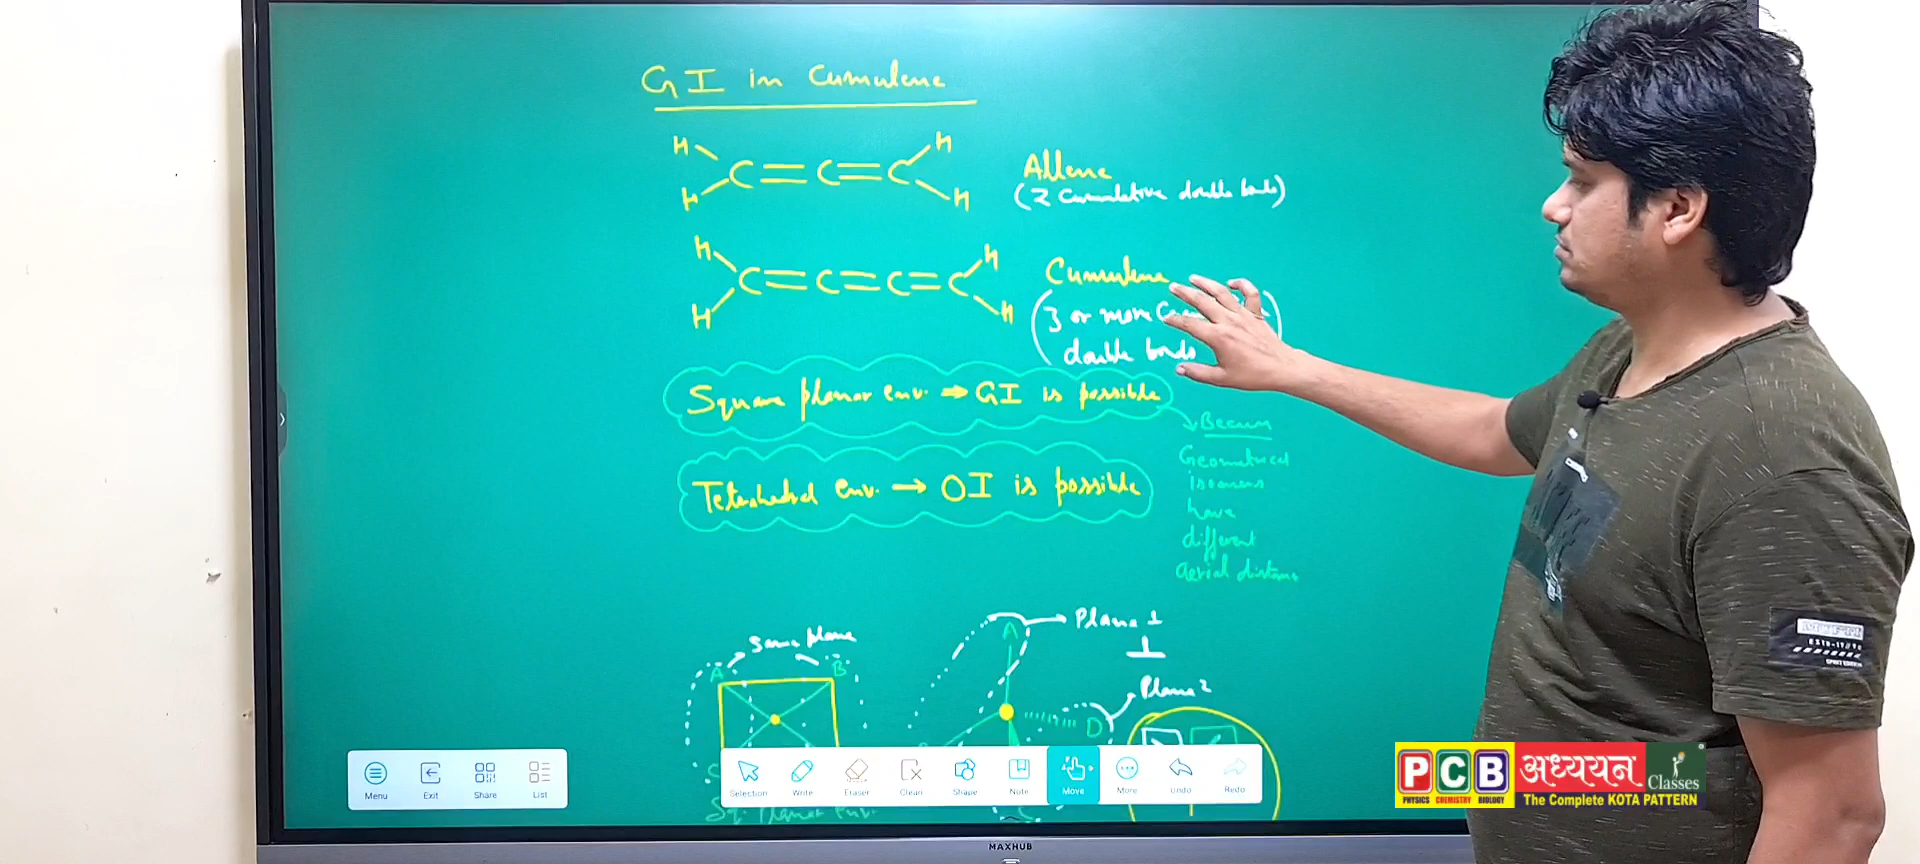 GI in Cumulene
H H
C = C = C
H H
Allene
(2 Cumulative double bonds)
H H
C = C = C = C
H H
Cumulene
3 or more
double bonds
Square planar env. ⇒ GI is possible
Tetrahedral env. → OI is possible
Geometrical
isomers
have
different
aerial distance
Same plane
A B
A
Plane 1
⊥
Plane 2
D
Sq. Planar env.
Menu Exit Share List
Selection Write Eraser Clean Shape Note Move More Undo Redo
PCB अध्ययन Classes
PHYSICS CHEMISTRY BIOLOGY The Complete KOTA PATTERN
MAXHUB